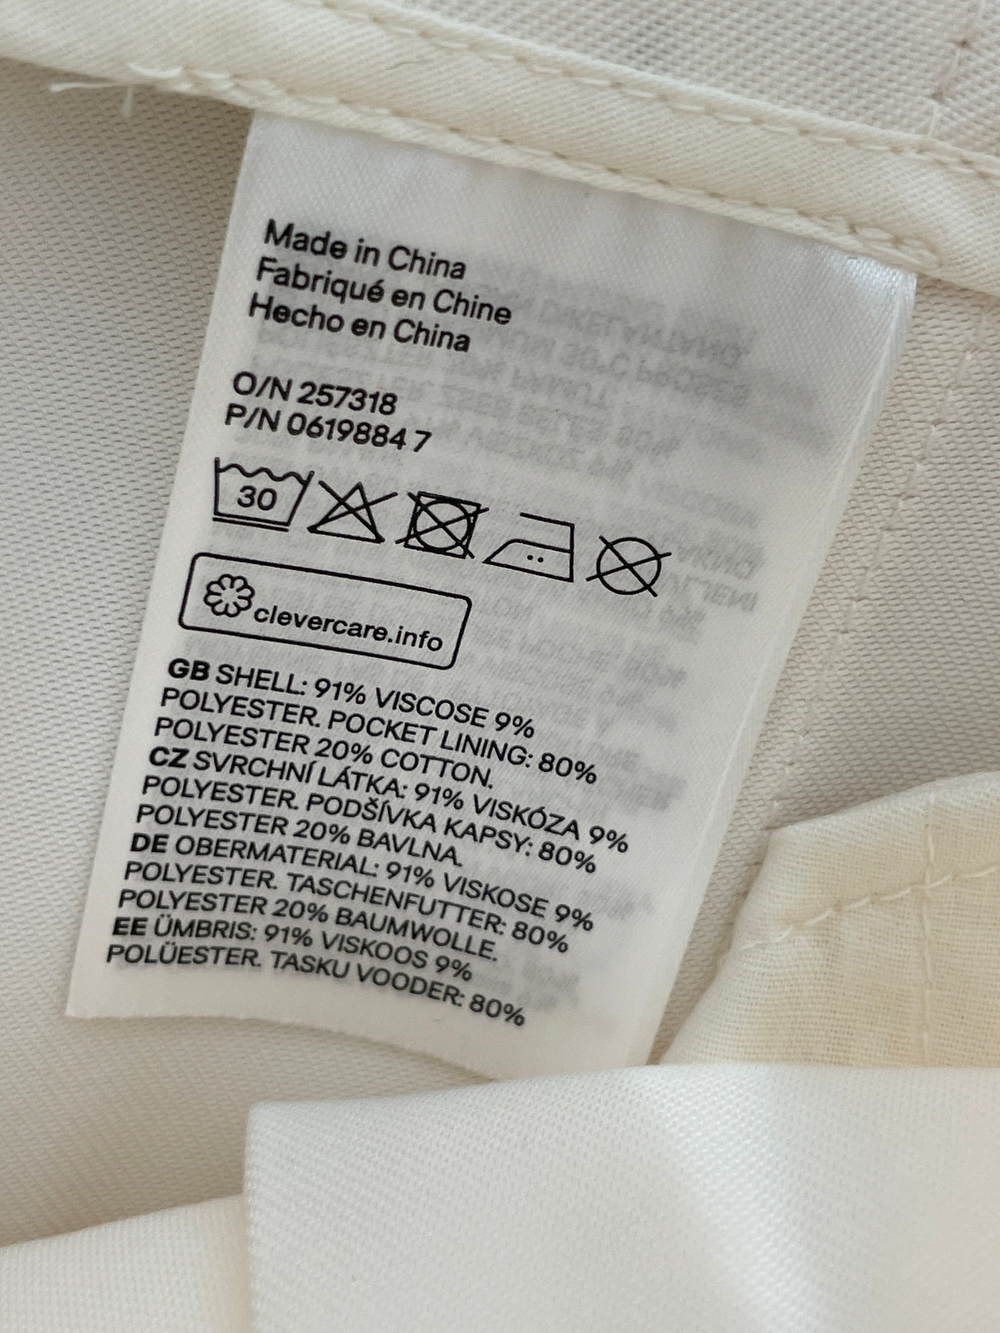 Made in China
Fabriqué en Chine
Hecho en China
O/N 257318
P/N 0619884 7
30
clevercare.info
GB SHELL: 91% VISCOSE 9%
POLYESTER. POCKET LINING: 80%
POLYESTER 20% COTTON.
CZ SVRCHNÍ LÁTKA: 91% VISKÓZA 9%
POLYESTER. PODŠÍVKA KAPSY: 80%
POLYESTER 20% BAVLNA.
DE OBERMATERIAL: 91% VISKOSE 9%
POLYESTER. TASCHENFUTTER: 80%
POLYESTER 20% BAUMWOLLE.
EE ÜMBRIS: 91% VISKOOS 9%
POLÜESTER. TASKU VOODER: 80%